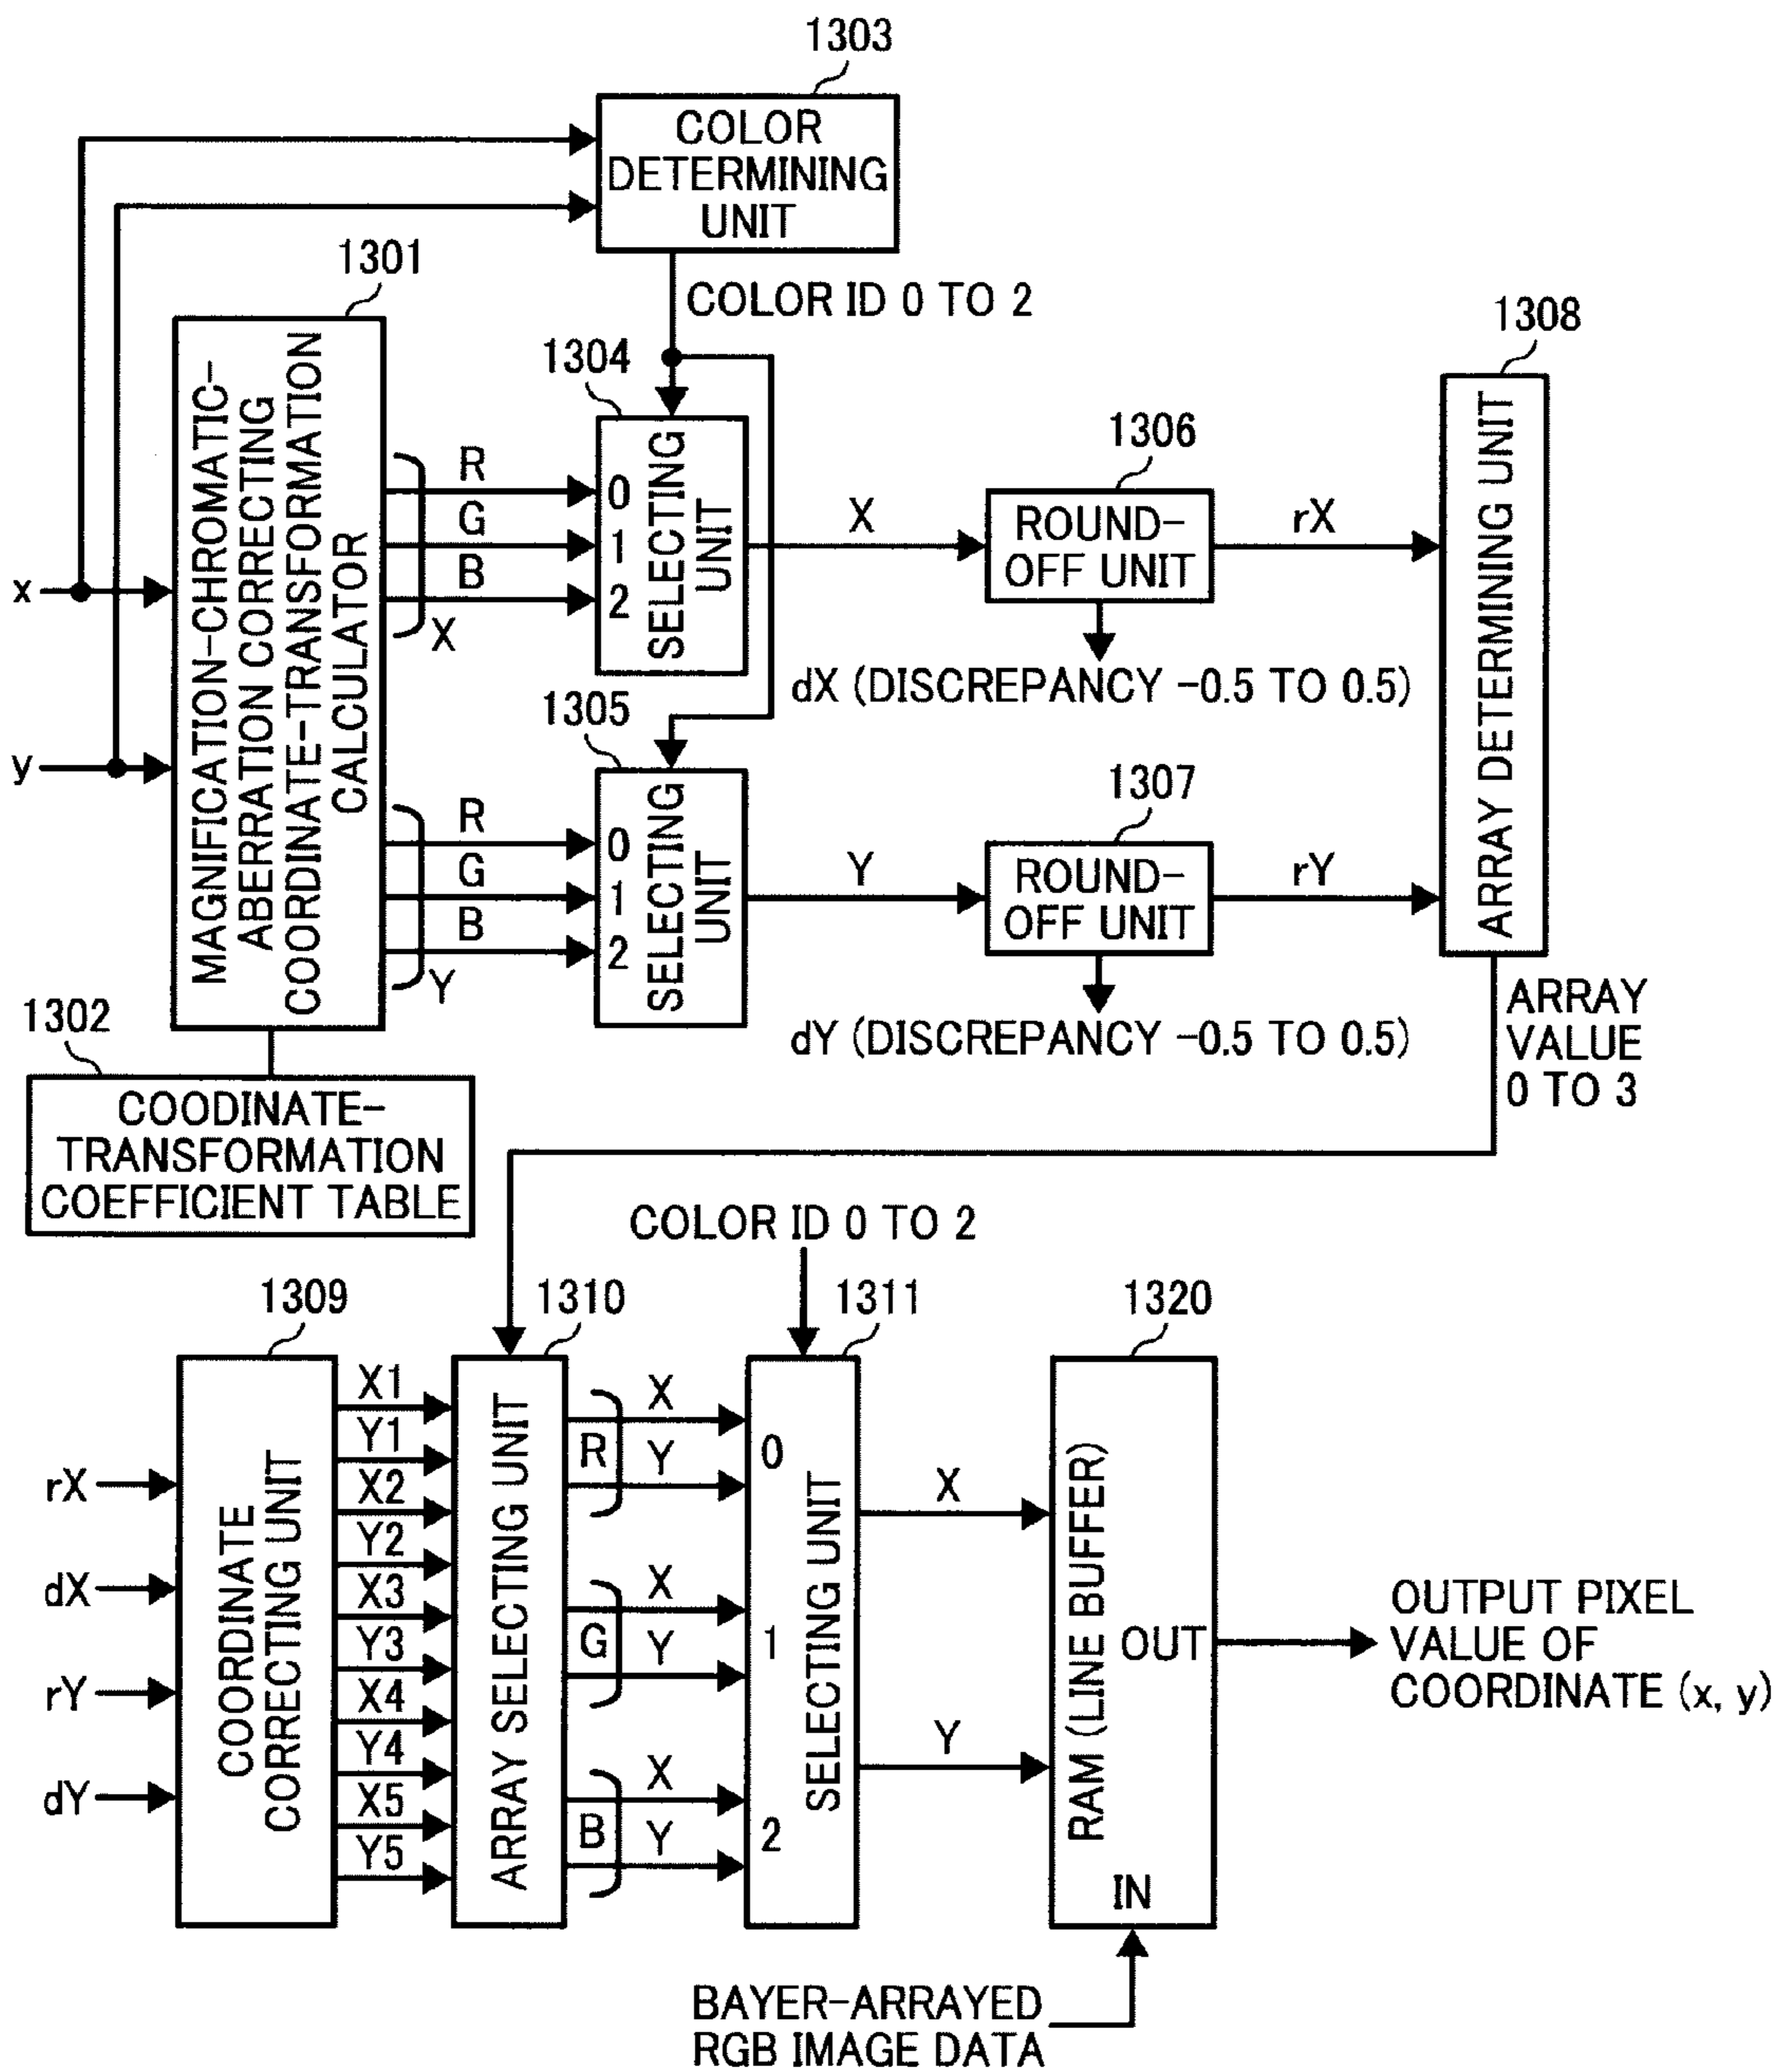 1303
COLOR
DETERMINING
UNIT
1301
COLOR ID 0 TO 2
1308
1304
MAGNIFICATION-CHROMATIC-
ABERRATION CORRECTING
COORDINATE-TRANSFORMATION
CALCULATOR
R
G
B
X
0
1
2
SELECTING
UNIT
X
1306
ROUND-
OFF UNIT
rX
ARRAY DETERMINING UNIT
x
dX (DISCREPANCY -0.5 TO 0.5)
1305
y
R
G
B
Y
0
1
2
SELECTING
UNIT
Y
1307
ROUND-
OFF UNIT
rY
dY (DISCREPANCY -0.5 TO 0.5)
ARRAY
VALUE
0 TO 3
1302
COODINATE-
TRANSFORMATION
COEFFICIENT TABLE
COLOR ID 0 TO 2
1309
1310
1311
1320
rX
dX
rY
dY
COORDINATE
CORRECTING UNIT
X1
Y1
X2
Y2
X3
Y3
X4
Y4
X5
Y5
ARRAY SELECTING UNIT
R
X
Y
G
X
Y
B
X
Y
0
1
2
SELECTING UNIT
X
Y
RAM (LINE BUFFER)
OUT
IN
OUTPUT PIXEL
VALUE OF
COORDINATE (x, y)
BAYER-ARRAYED
RGB IMAGE DATA